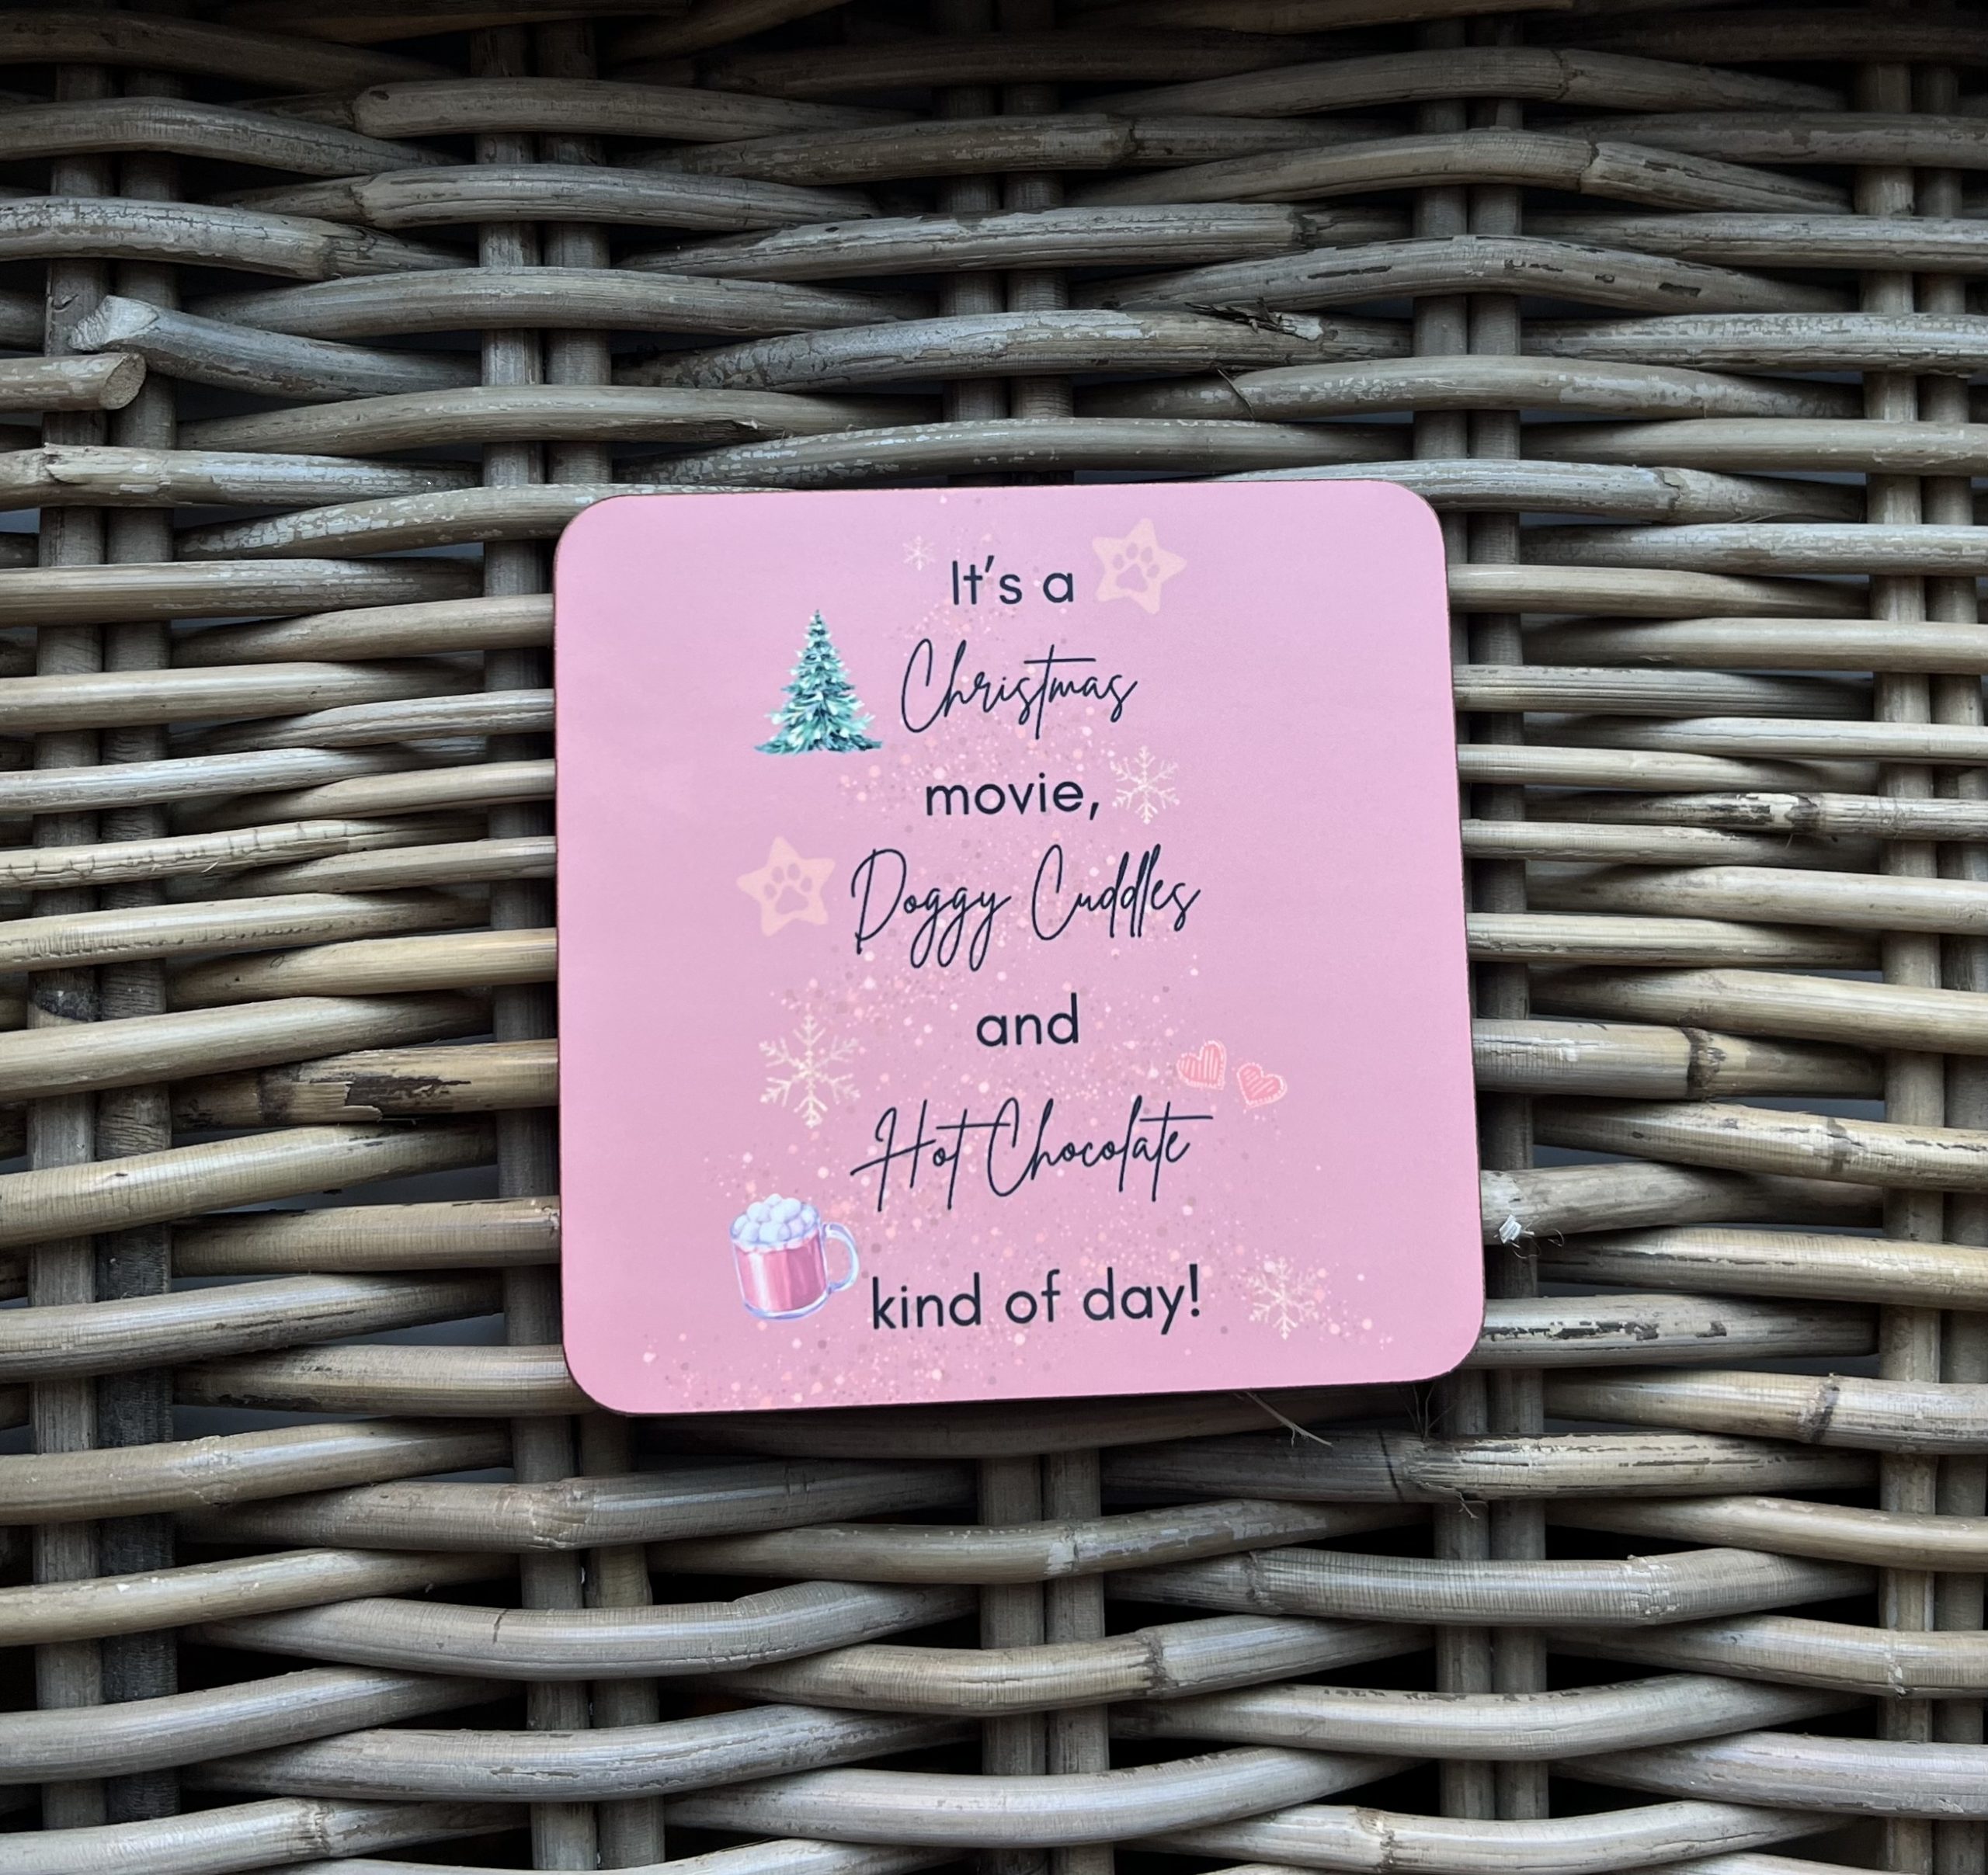 It's a
Christmas
movie,
Doggy Cuddles
and
Hot Chocolate
kind of day!